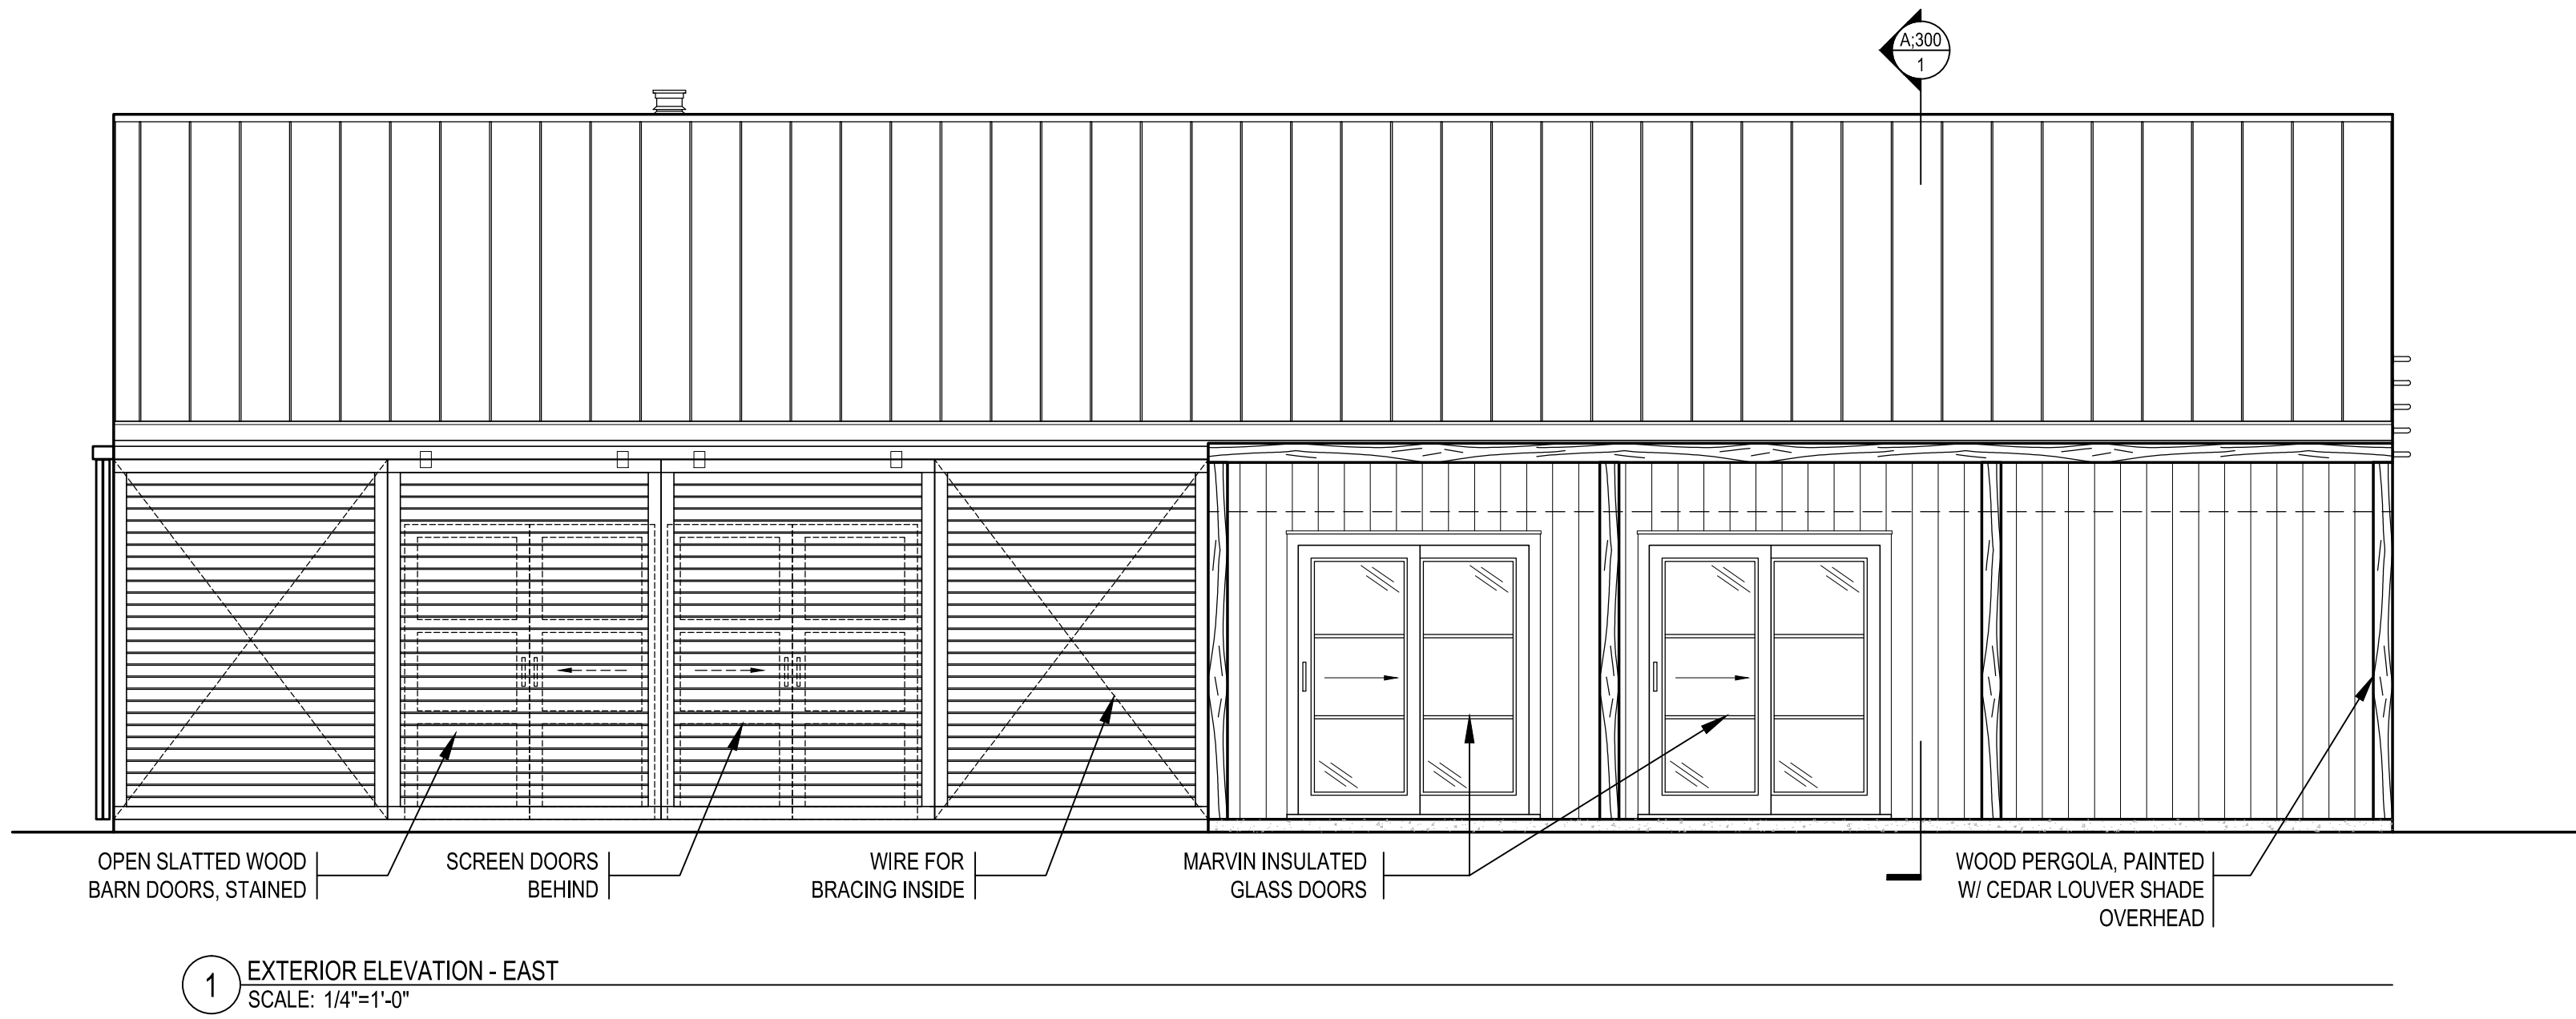 A;300
1
OPEN SLATTED WOOD
BARN DOORS, STAINED
SCREEN DOORS
BEHIND
WIRE FOR
BRACING INSIDE
MARVIN INSULATED
GLASS DOORS
WOOD PERGOLA, PAINTED
W/ CEDAR LOUVER SHADE
OVERHEAD
1
EXTERIOR ELEVATION - EAST
SCALE: 1/4"=1'-0"